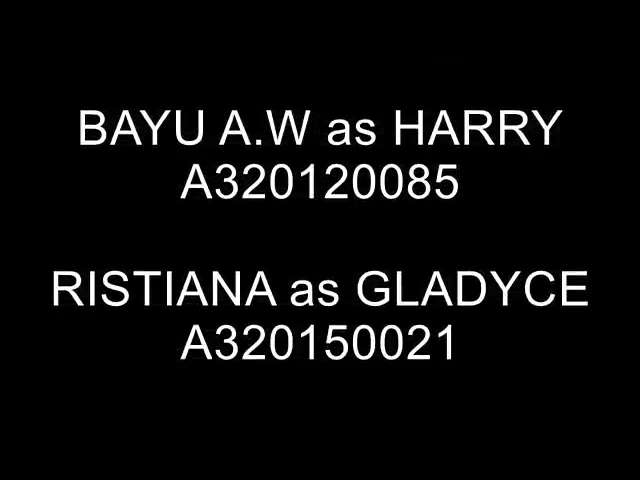 BAYU A.W as HARRY
A320120085
RISTIANA as GLADYCE
A320150021